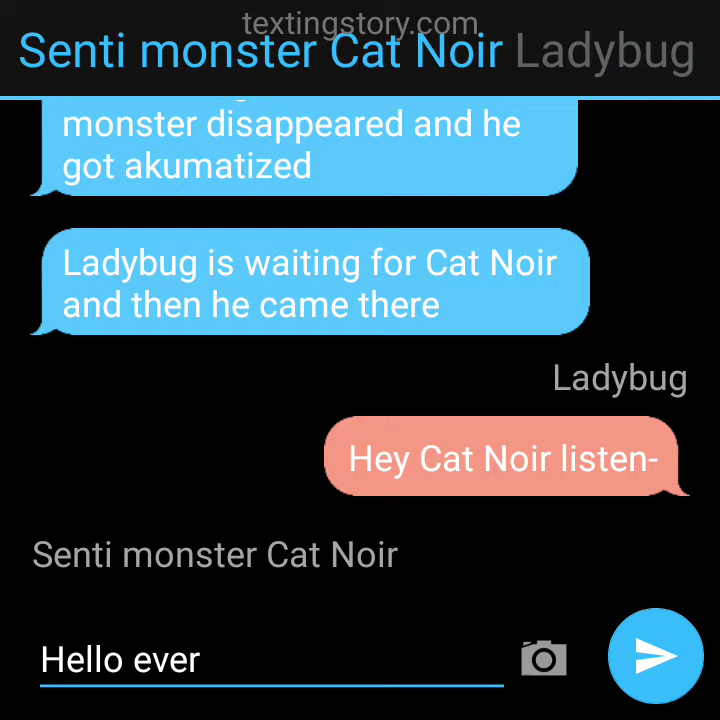 textingstory.com
Senti monster Cat Noir Ladybug
monster disappeared and he
got akumatized
Ladybug is waiting for Cat Noir
and then he came there
Ladybug
Hey Cat Noir listen-
Senti monster Cat Noir
Hello ever